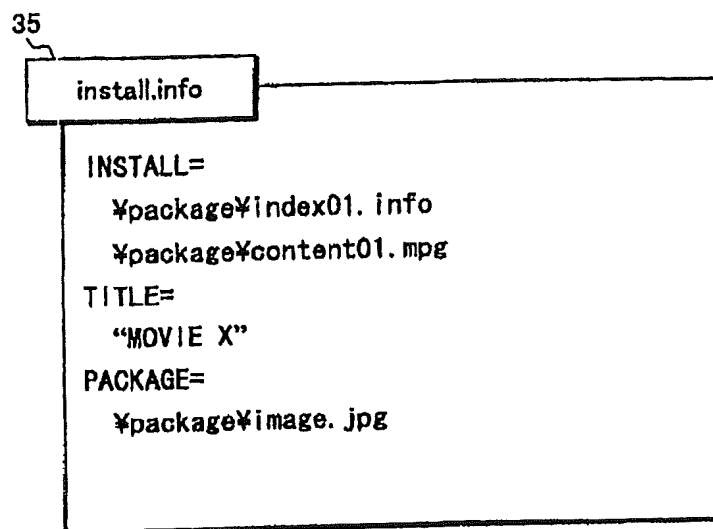 35
install.info
INSTALL=
¥package¥index01.info
¥package¥content01.mpg
TITLE=
“MOVIE X”
PACKAGE=
¥package¥image.jpg